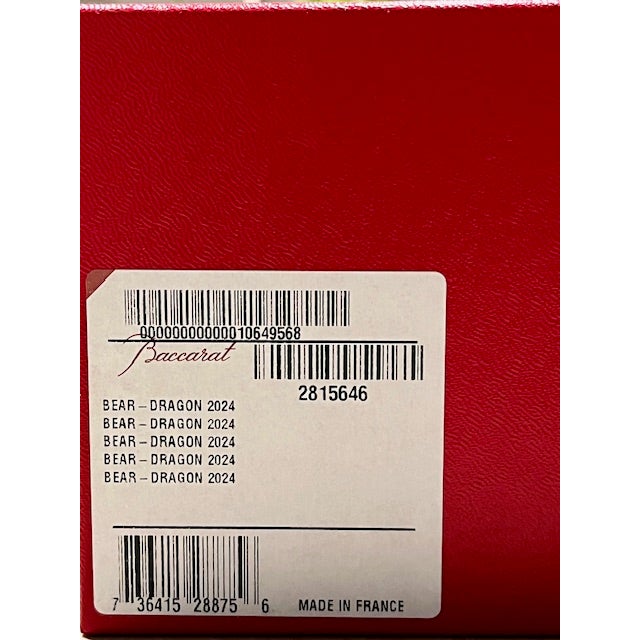 00000000000010649568
Baccarat
2815646
BEAR – DRAGON 2024
BEAR – DRAGON 2024
BEAR – DRAGON 2024
BEAR – DRAGON 2024
BEAR – DRAGON 2024
7 36415 28875 6
MADE IN FRANCE